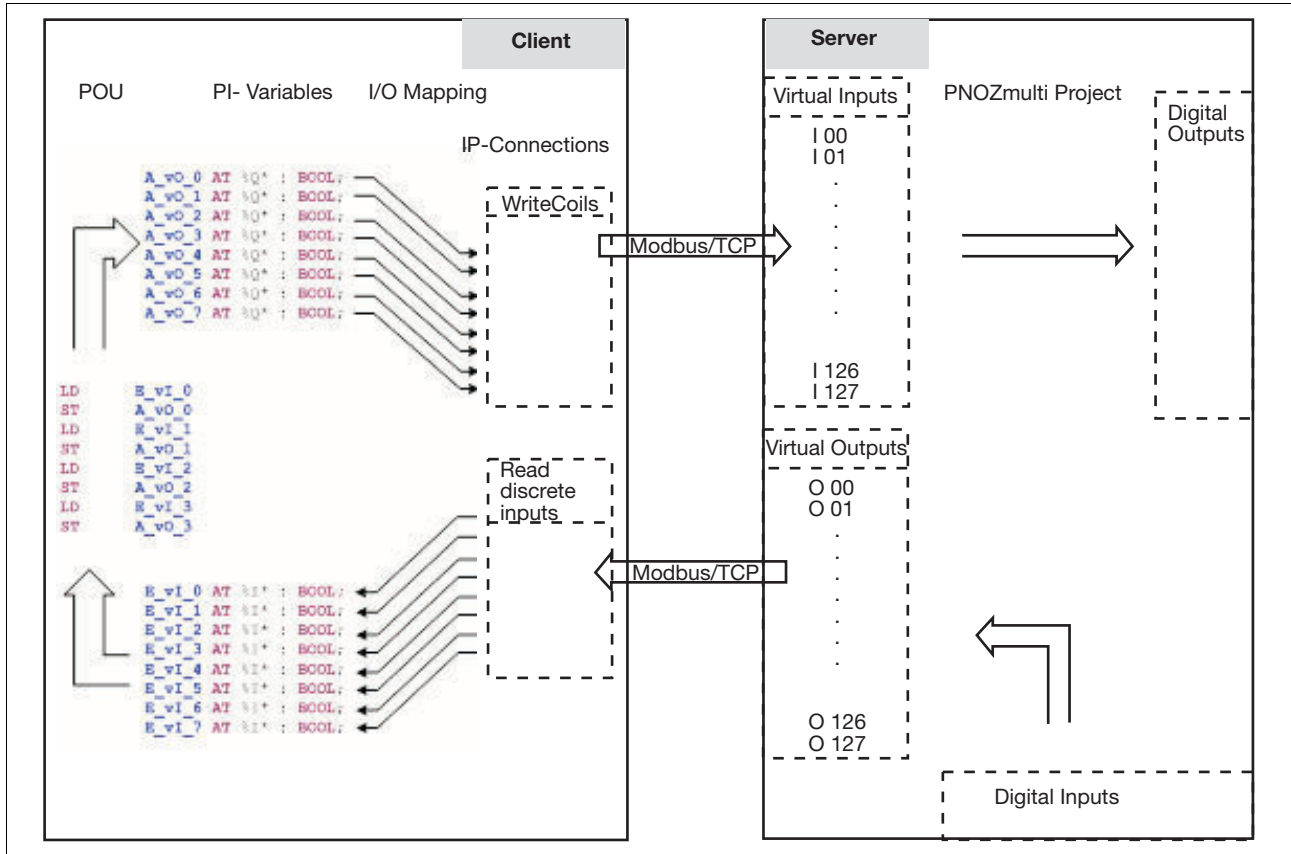 Client
Server
POU
PI- Variables
I/O Mapping
IP-Connections
A_vO_0 AT %Q* : BOOL;
A_vO_1 AT %Q* : BOOL;
A_vO_2 AT %Q* : BOOL;
A_vO_3 AT %Q* : BOOL;
A_vO_4 AT %Q* : BOOL;
A_vO_5 AT %Q* : BOOL;
A_vO_6 AT %Q* : BOOL;
A_vO_7 AT %Q* : BOOL;
WriteCoils
Modbus/TCP
LD E_vI_0
ST A_vO_0
LD E_vI_1
ST A_vO_1
LD E_vI_2
ST A_vO_2
LD E_vI_3
ST A_vO_3
Read
discrete
inputs
Modbus/TCP
E_vI_0 AT %I* : BOOL;
E_vI_1 AT %I* : BOOL;
E_vI_2 AT %I* : BOOL;
E_vI_3 AT %I* : BOOL;
E_vI_4 AT %I* : BOOL;
E_vI_5 AT %I* : BOOL;
E_vI_6 AT %I* : BOOL;
E_vI_7 AT %I* : BOOL;
Virtual Inputs
I 00
I 01
.
.
.
.
.
.
.
I 126
I 127
PNOZmulti Project
Digital
Outputs
Virtual Outputs
O 00
O 01
.
.
.
.
.
.
.
O 126
O 127
Digital Inputs